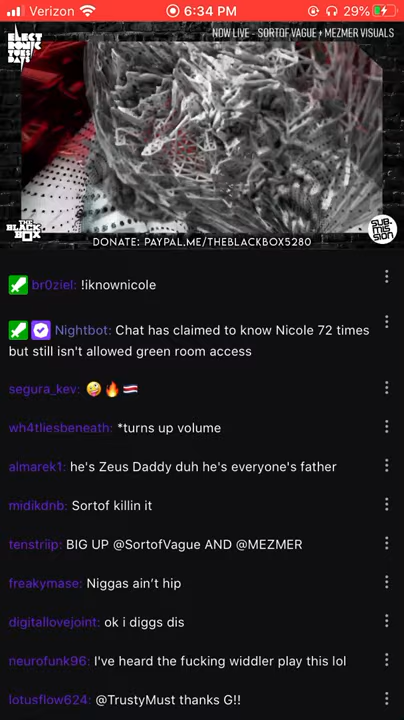 Verizon 6:34 PM 29%
ELECTRONIC TUESDAYS
NOW LIVE - SORTOF VAGUE + MEZMER VISUALS
THE BLACK BOX
SUB.MISSION
DONATE: PAYPAL.ME/THEBLACKBOX5280
br0ziel: !iknownicole
Nightbot: Chat has claimed to know Nicole 72 times
but still isn't allowed green room access
segura_kev: 🤪🔥🇨🇷
wh4tliesbeneath: *turns up volume
almarek1: he's Zeus Daddy duh he's everyone's father
midikdnb: Sortof killin it
tenstriip: BIG UP @SortofVague AND @MEZMER
freakymase: Niggas ain’t hip
digitallovejoint: ok i diggs dis
neurofunk96: I've heard the fucking widdler play this lol
lotusflow624: @TrustyMust thanks G!!